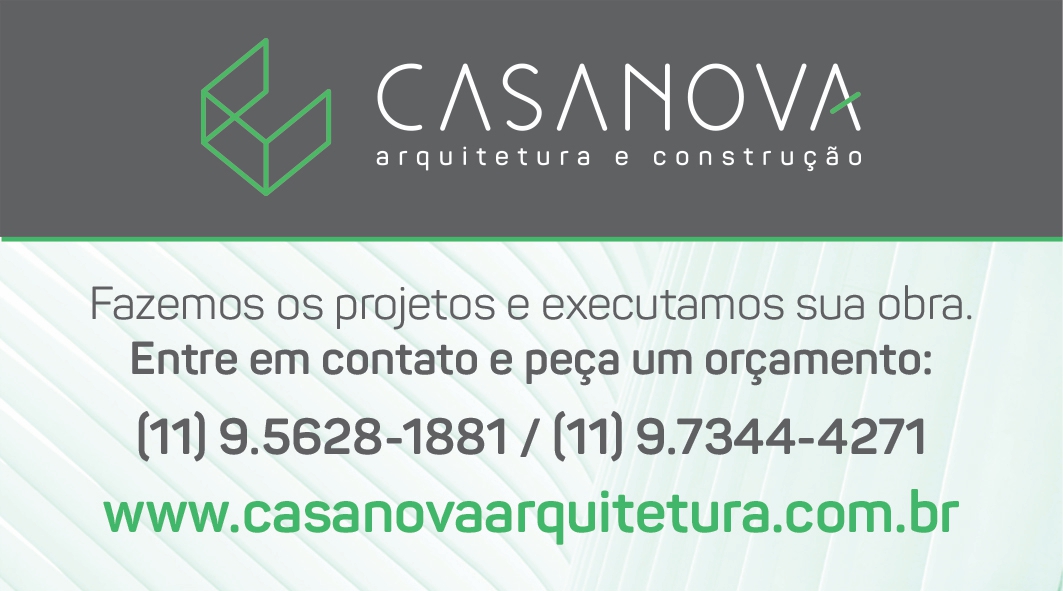 CASANOVA
arquitetura e construção
Fazemos os projetos e executamos sua obra.
Entre em contato e peça um orçamento:
(11) 9.5628-1881 / (11) 9.7344-4271
www.casanovaarquitetura.com.br